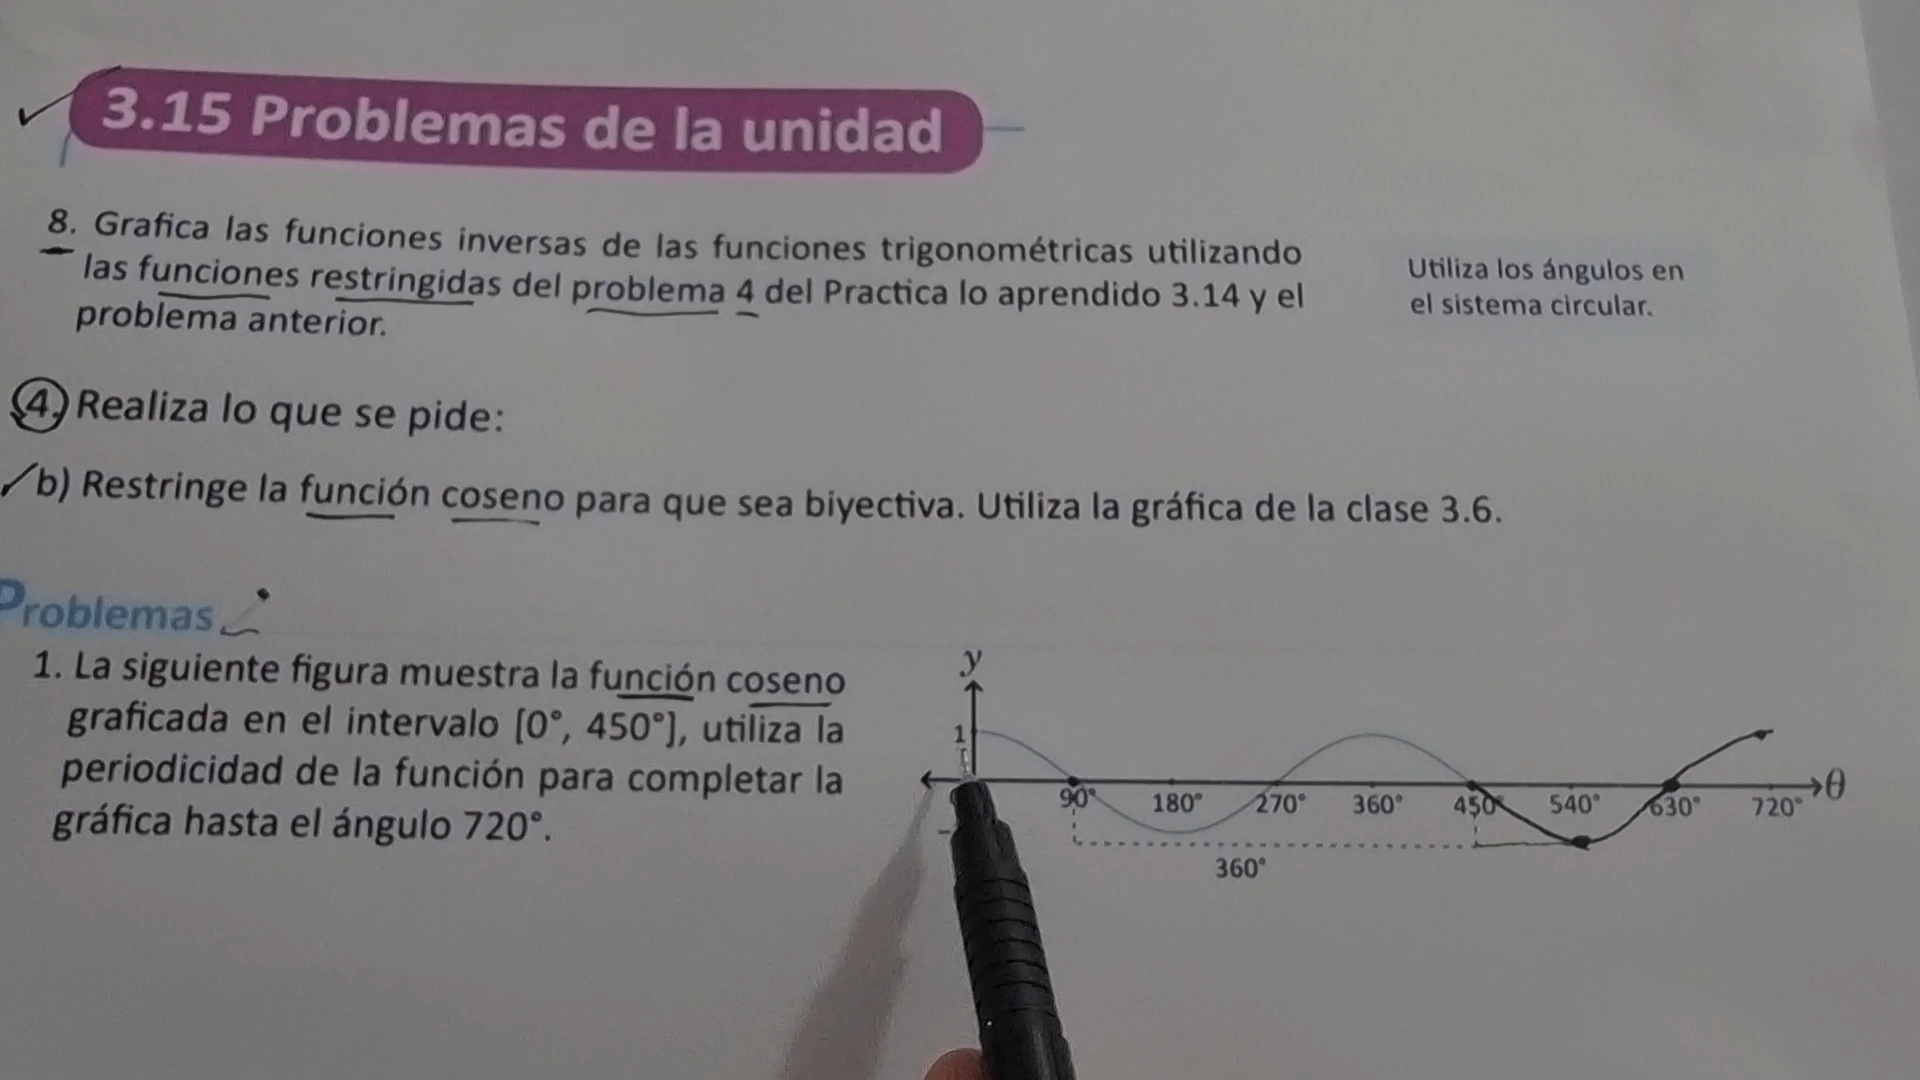 3.15 Problemas de la unidad
8. Grafica las funciones inversas de las funciones trigonométricas utilizando
las funciones restringidas del problema 4 del Practica lo aprendido 3.14 y el
problema anterior.
Utiliza los ángulos en
el sistema circular.
4. Realiza lo que se pide:
b) Restringe la función coseno para que sea biyectiva. Utiliza la gráfica de la clase 3.6.
Problemas
1. La siguiente figura muestra la función coseno
graficada en el intervalo [0°, 450°], utiliza la
periodicidad de la función para completar la
gráfica hasta el ángulo 720°.
y
1
90° 180° 270° 360° 450° 540° 630° 720° θ
360°